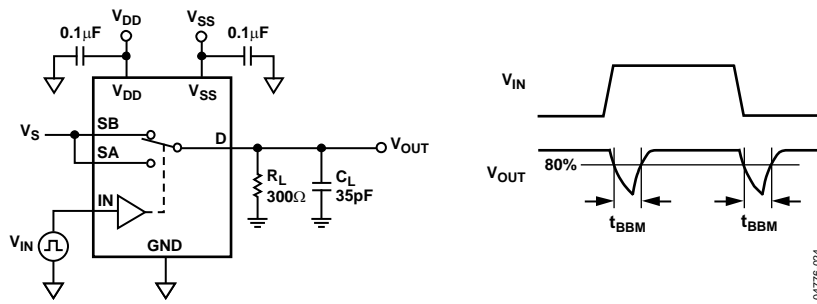 VDD
VSS
0.1µF
0.1µF
VDD
VSS
VS
SB
SA
D
VOUT
RL
300Ω
CL
35pF
IN
VIN
GND
VIN
VOUT
80%
tBBM
tBBM
04776-024